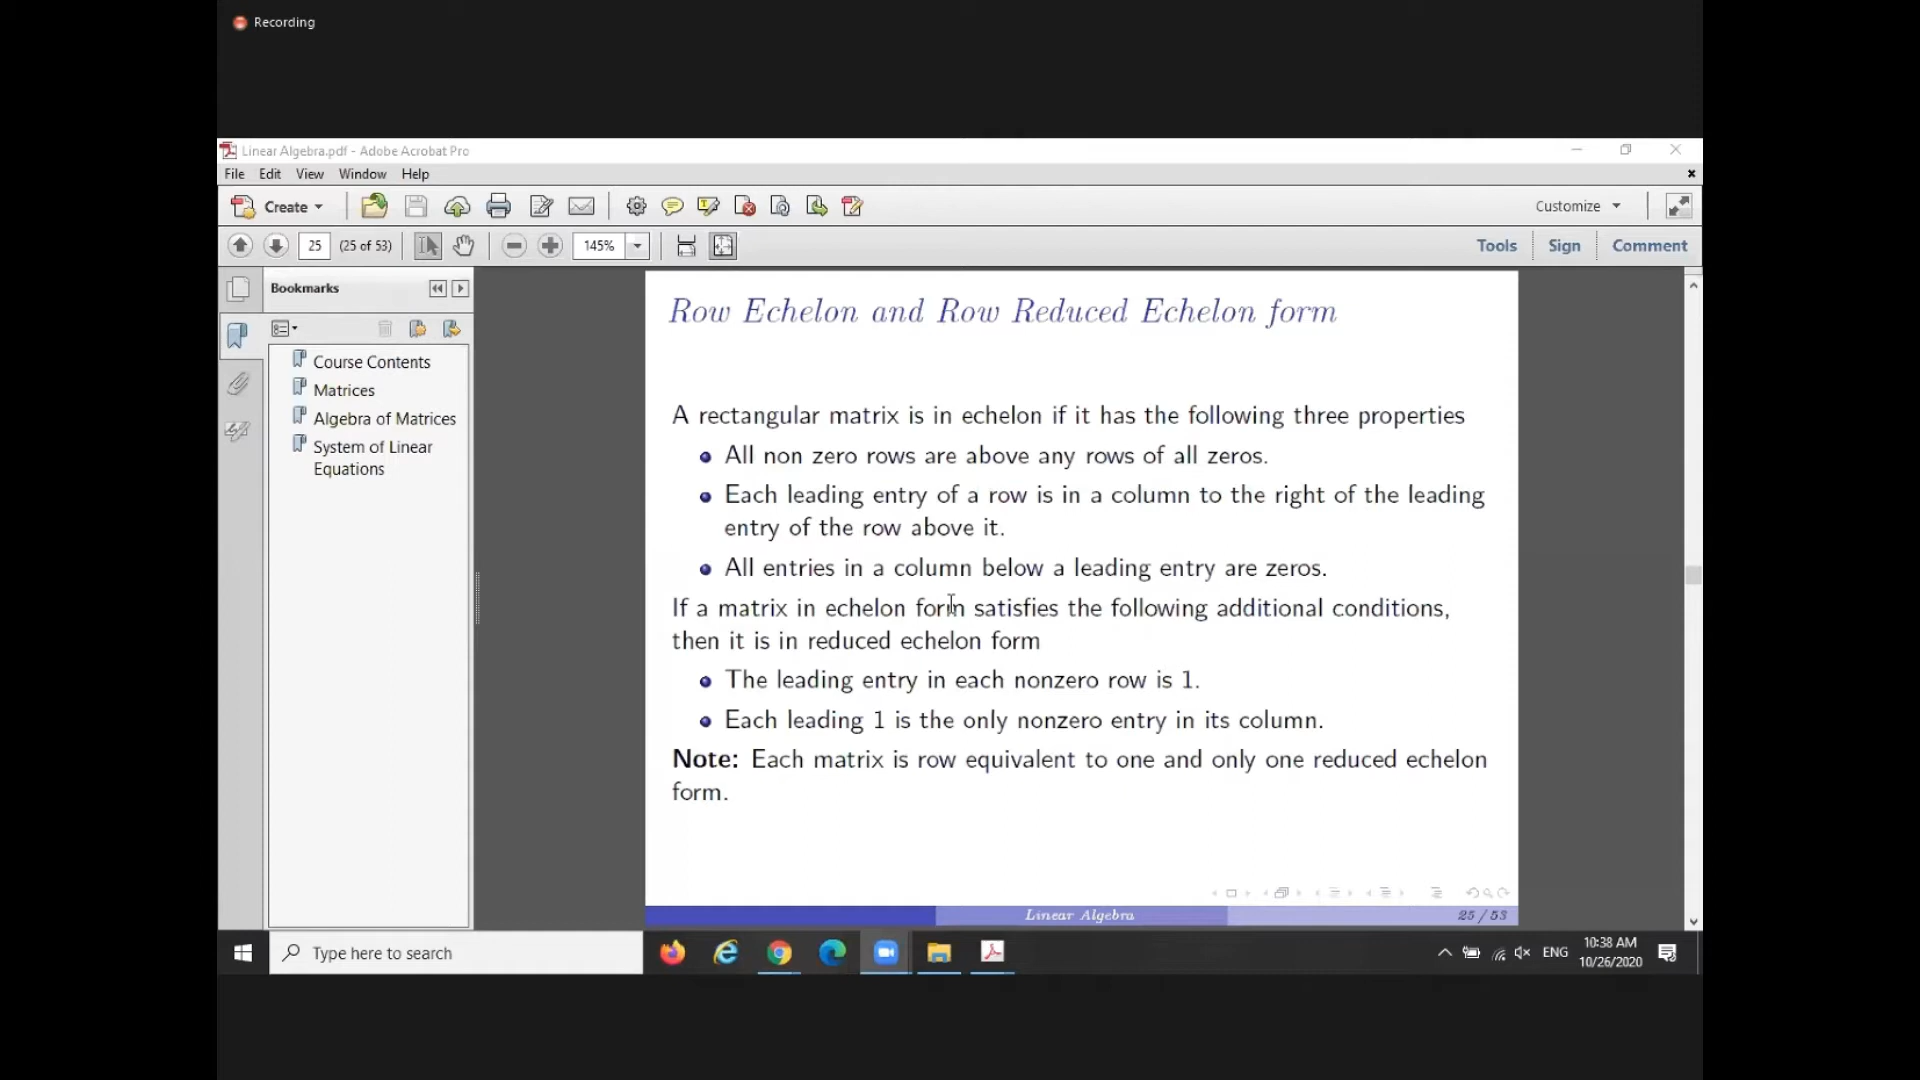 Recording
Linear Algebra.pdf - Adobe Acrobat Pro
File Edit View Window Help
Create
Customize
25 (25 of 53) 145% Tools Sign Comment
Bookmarks
Course Contents
Matrices
Algebra of Matrices
System of Linear
Equations
Row Echelon and Row Reduced Echelon form
A rectangular matrix is in echelon if it has the following three properties
All non zero rows are above any rows of all zeros.
Each leading entry of a row is in a column to the right of the leading
entry of the row above it.
All entries in a column below a leading entry are zeros.
If a matrix in echelon form satisfies the following additional conditions,
then it is in reduced echelon form
The leading entry in each nonzero row is 1.
Each leading 1 is the only nonzero entry in its column.
Note: Each matrix is row equivalent to one and only one reduced echelon
form.
Linear Algebra 25 / 53
Type here to search
ENG
10:38 AM
10/26/2020